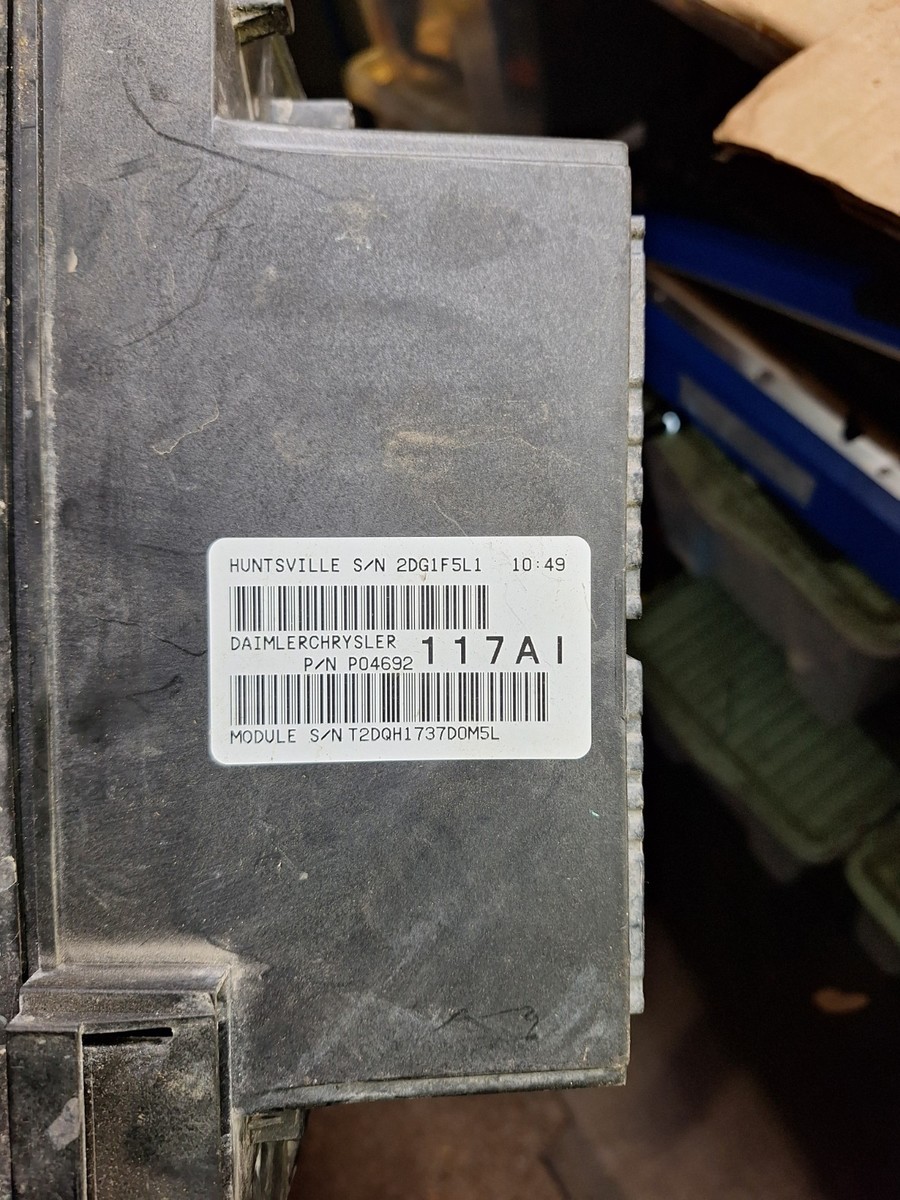 HUNTSVILLE S/N 2DG1F5L1 10:49
DAIMLERCHRYSLER
P/N P04692 117AI
MODULE S/N T2DQH1737D0M5L